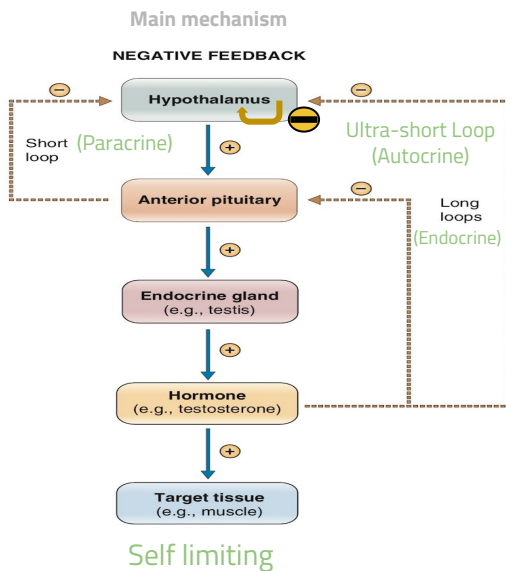 Main mechanism
NEGATIVE FEEDBACK
−
−
Hypothalamus
Short
loop
(Paracrine)
+
Ultra-short Loop
(Autocrine)
−
Anterior pituitary
Long
loops
(Endocrine)
+
Endocrine gland
(e.g., testis)
+
Hormone
(e.g., testosterone)
+
Target tissue
(e.g., muscle)
Self limiting